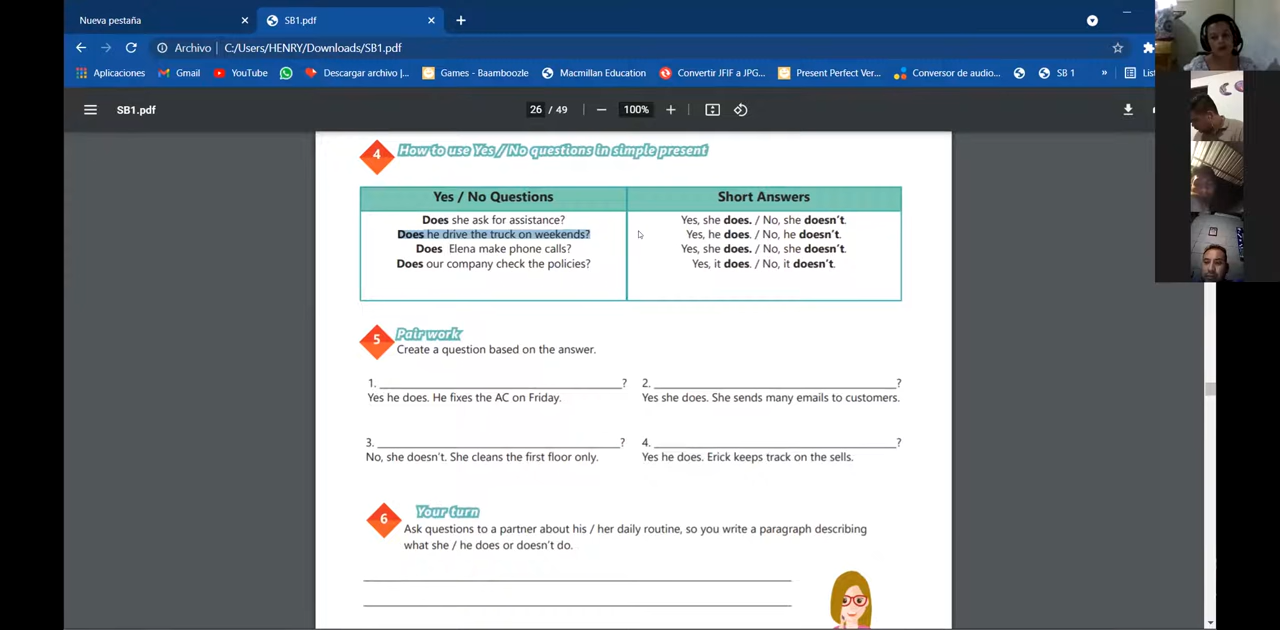 Nueva pestaña
SB1.pdf
Archivo
C:/Users/HENRY/Downloads/SB1.pdf
Aplicaciones
Gmail
YouTube
Descargar archivo |...
Games - Baamboozle
Macmillan Education
Convertir JFIF a JPG...
Present Perfect Ver...
Conversor de audio...
SB 1
»
SB1.pdf
26 / 49
100%
4 How to use Yes / No questions in simple present
Yes / No Questions
Short Answers
Does she ask for assistance?
Yes, she does. / No, she doesn't.
Does he drive the truck on weekends?
Yes, he does. / No, he doesn't.
Does Elena make phone calls?
Yes, she does. / No, she doesn't.
Does our company check the policies?
Yes, it does. / No, it doesn't.
5 Pair work
Create a question based on the answer.
1. ?
2. ?
Yes he does. He fixes the AC on Friday.
Yes she does. She sends many emails to customers.
3. ?
4. ?
No, she doesn't. She cleans the first floor only.
Yes he does. Erick keeps track on the sells.
6 Your turn
Ask questions to a partner about his / her daily routine, so you write a paragraph describing
what she / he does or doesn't do.